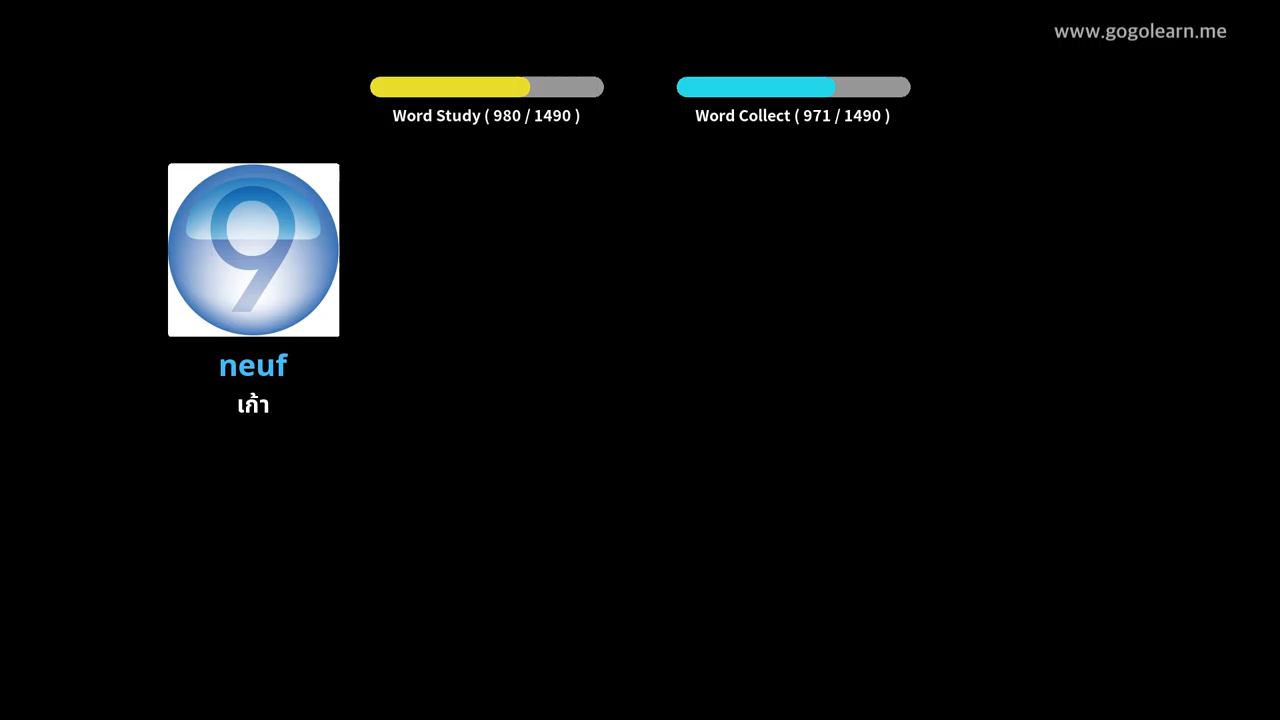 www.gogolearn.me
Word Study ( 980 / 1490 )
Word Collect ( 971 / 1490 )
9
neuf
เก้า